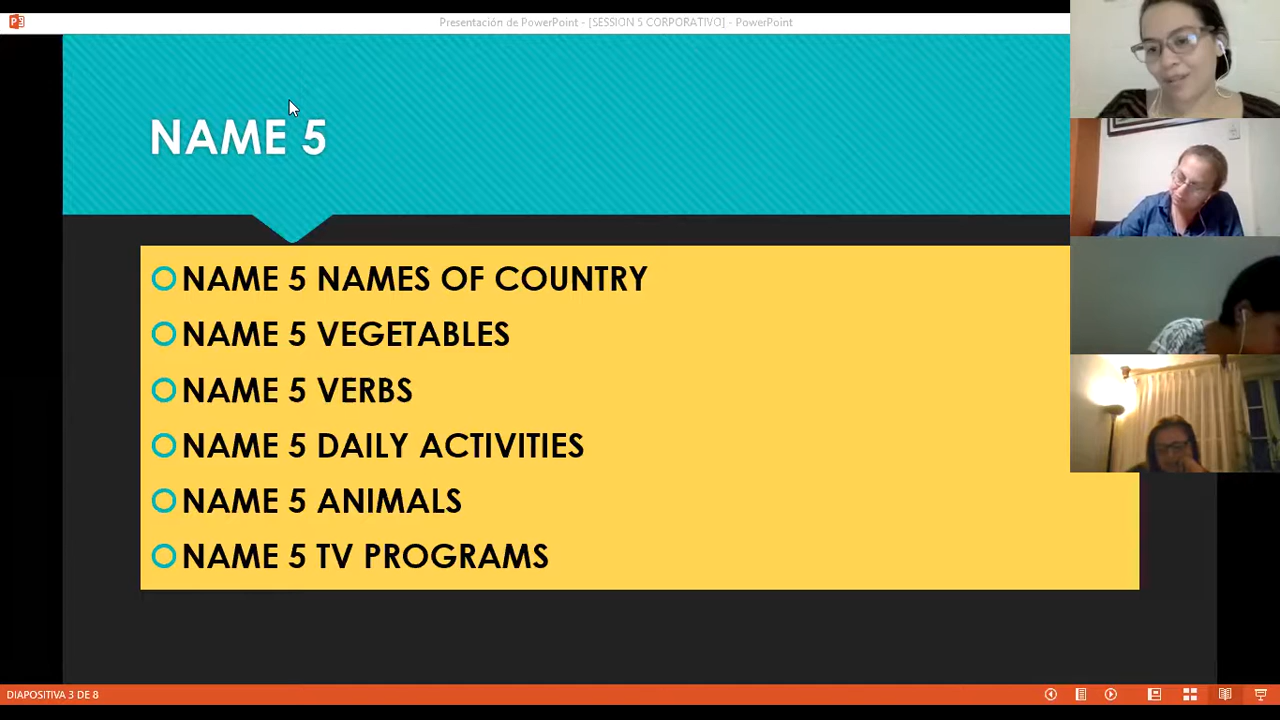 Presentación de PowerPoint - [SESSION 5 CORPORATIVO] - PowerPoint
NAME 5
NAME 5 NAMES OF COUNTRY
NAME 5 VEGETABLES
NAME 5 VERBS
NAME 5 DAILY ACTIVITIES
NAME 5 ANIMALS
NAME 5 TV PROGRAMS
DIAPOSITIVA 3 DE 8